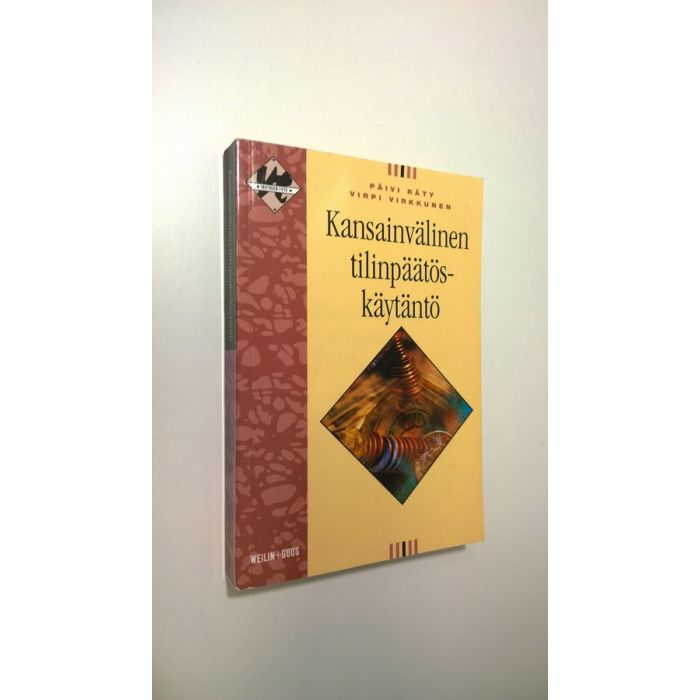 PÄIVI RÄTY
VIRPI VIRKKUNEN
Kansainvälinen
tilinpäätös-
käytäntö
WEILIN+GÖÖS